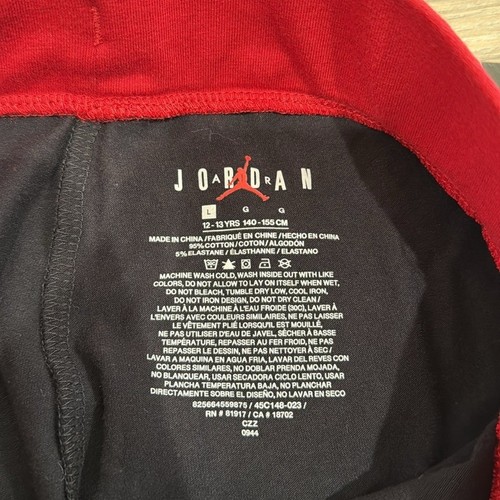 JORDAN
AIR
L G G
12-13YRS 140-155CM
MADE IN CHINA /FABRIQUÉ EN CHINE /HECHO EN CHINA
95% COTTON /COTON /ALGODÓN
5% ELASTANE / ÉLASTHANNE / ELASTANO
MACHINE WASH COLD, WASH INSIDE OUT WITH LIKE
COLORS, DO NOT ALLOW TO LAY ON ITSELF WHEN WET,
DO NOT BLEACH, TUMBLE DRY LOW, COOL IRON,
DO NOT IRON DESIGN, DO NOT DRY CLEAN /
LAVER À LA MACHINE À L'EAU FROIDE (30C), LAVER À
L'ENVERS AVEC COULEURS SIMILAIRES, NE PAS LAISSER
LE VÊTEMENT PLIÉ LORSQU'IL EST MOUILLÉ,
NE PAS UTILISER D'EAU DE JAVEL, SÉCHER À BASSE
TEMPÉRATURE, REPASSER AU FER FROID, NE PAS
REPASSER LE DESSIN, NE PAS NETTOYER À SEC/
LAVAR A MAQUINA EN AGUA FRIA, LAVAR DEL REVES CON
COLORES SIMILARES, NO DOBLAR PRENDA MOJADA,
NO BLANQUEAR, USAR SECADORA CICLO LENTO, USAR
PLANCHA TEMPERATURA BAJA, NO PLANCHAR
DIRECTAMENTE SOBRE EL DISEÑO, NO LAVAR EN SECO
825664559875 / 45C148-023 /
RN # 81917 / CA # 18702
CZZ
0944